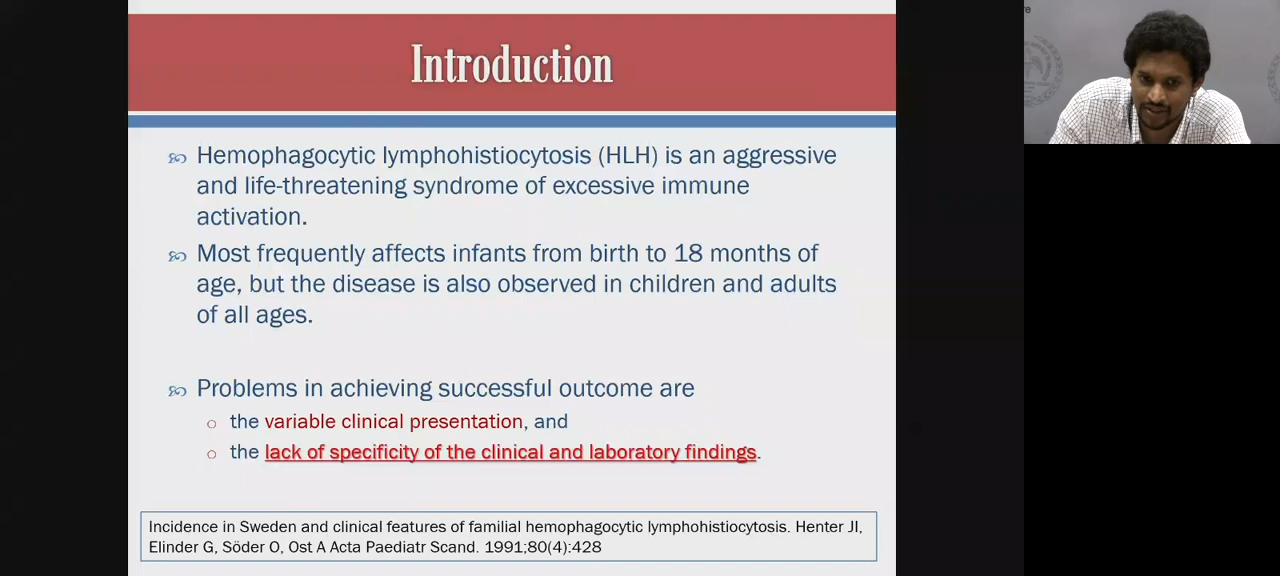 Introduction
Hemophagocytic lymphohistiocytosis (HLH) is an aggressive
and life-threatening syndrome of excessive immune
activation.
Most frequently affects infants from birth to 18 months of
age, but the disease is also observed in children and adults
of all ages.
Problems in achieving successful outcome are
the variable clinical presentation, and
the lack of specificity of the clinical and laboratory findings.
Incidence in Sweden and clinical features of familial hemophagocytic lymphohistiocytosis. Henter JI,
Elinder G, Söder O, Ost A Acta Paediatr Scand. 1991;80(4):428